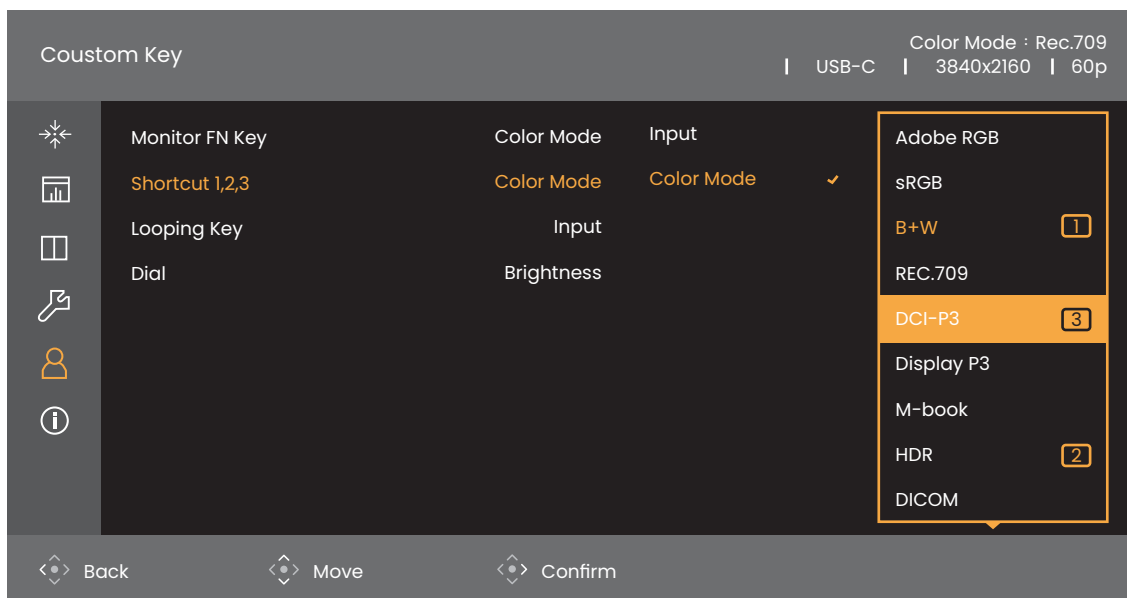 Coustom Key
Color Mode : Rec.709
| USB-C | 3840x2160 | 60p
Monitor FN Key Color Mode Input Adobe RGB
Shortcut 1,2,3 Color Mode Color Mode ✓ sRGB
Looping Key Input B+W 1
Dial Brightness REC.709
DCI-P3 3
Display P3
M-book
HDR 2
DICOM
Back Move Confirm